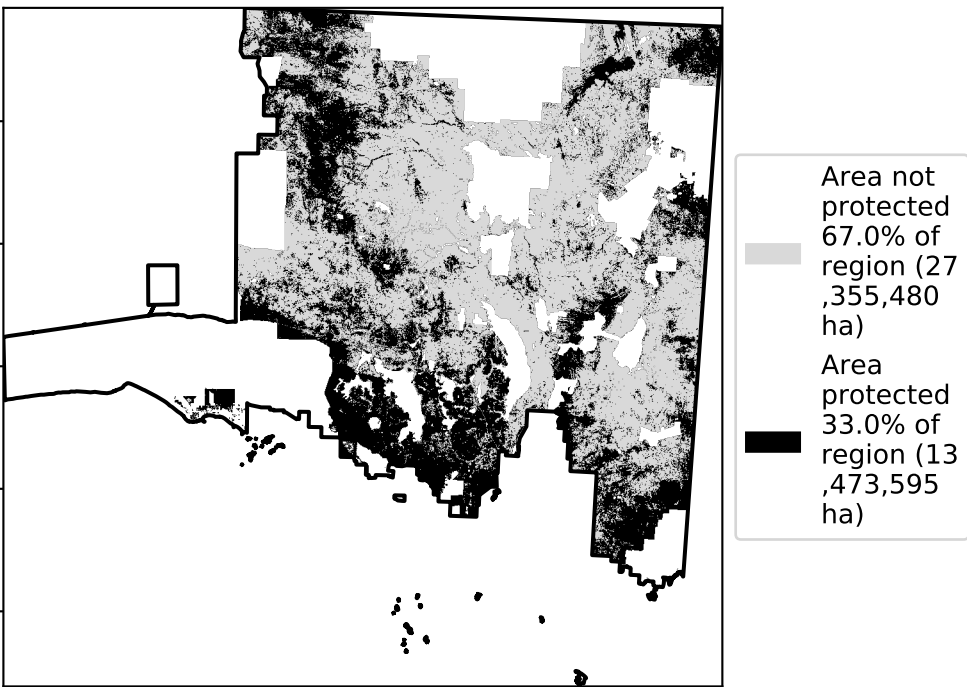 Area not
protected
67.0% of
region (27
,355,480
ha)
Area
protected
33.0% of
region (13
,473,595
ha)